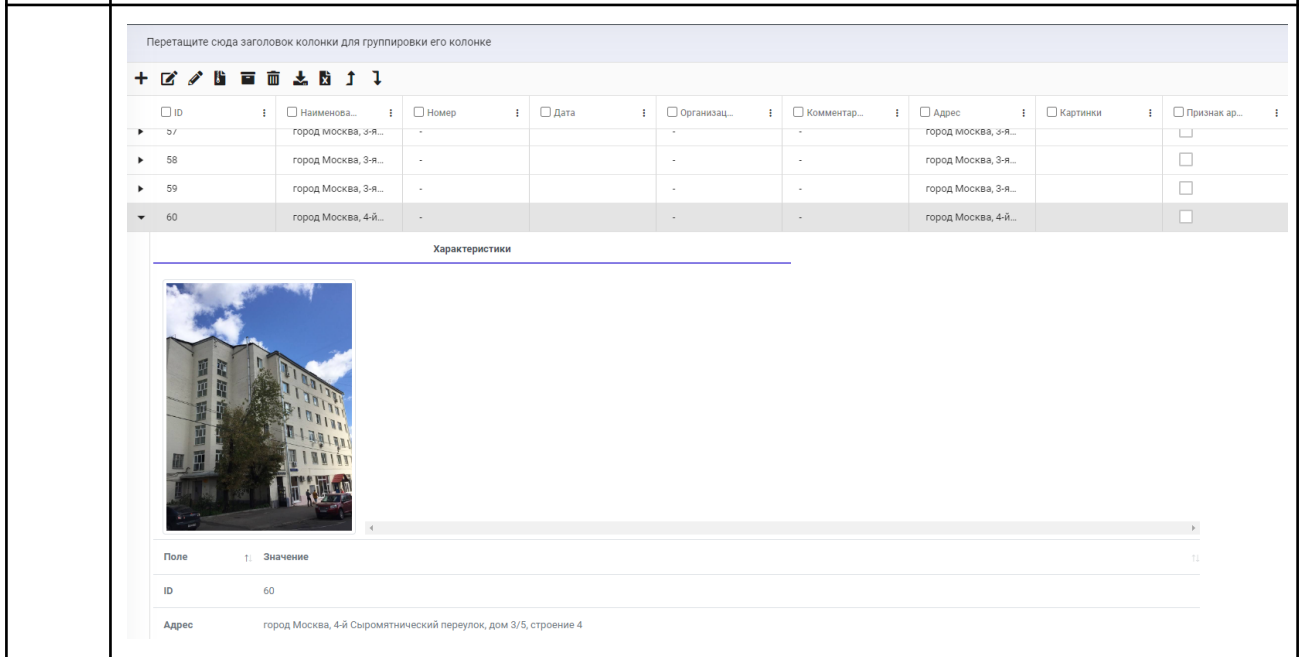 Перетащите сюда заголовок колонки для группировки его колонке
ID Наименова... Номер Дата Организац... Комментар... Адрес Картинки Признак ар...
57 город Москва, 3-я... - - - город Москва, 3-я...
58 город Москва, 3-я... - - - город Москва, 3-я...
59 город Москва, 3-я... - - - город Москва, 3-я...
60 город Москва, 4-й... - - - город Москва, 4-й...
Характеристики
Поле Значение
ID 60
Адрес город Москва, 4-й Сыромятнический переулок, дом 3/5, строение 4